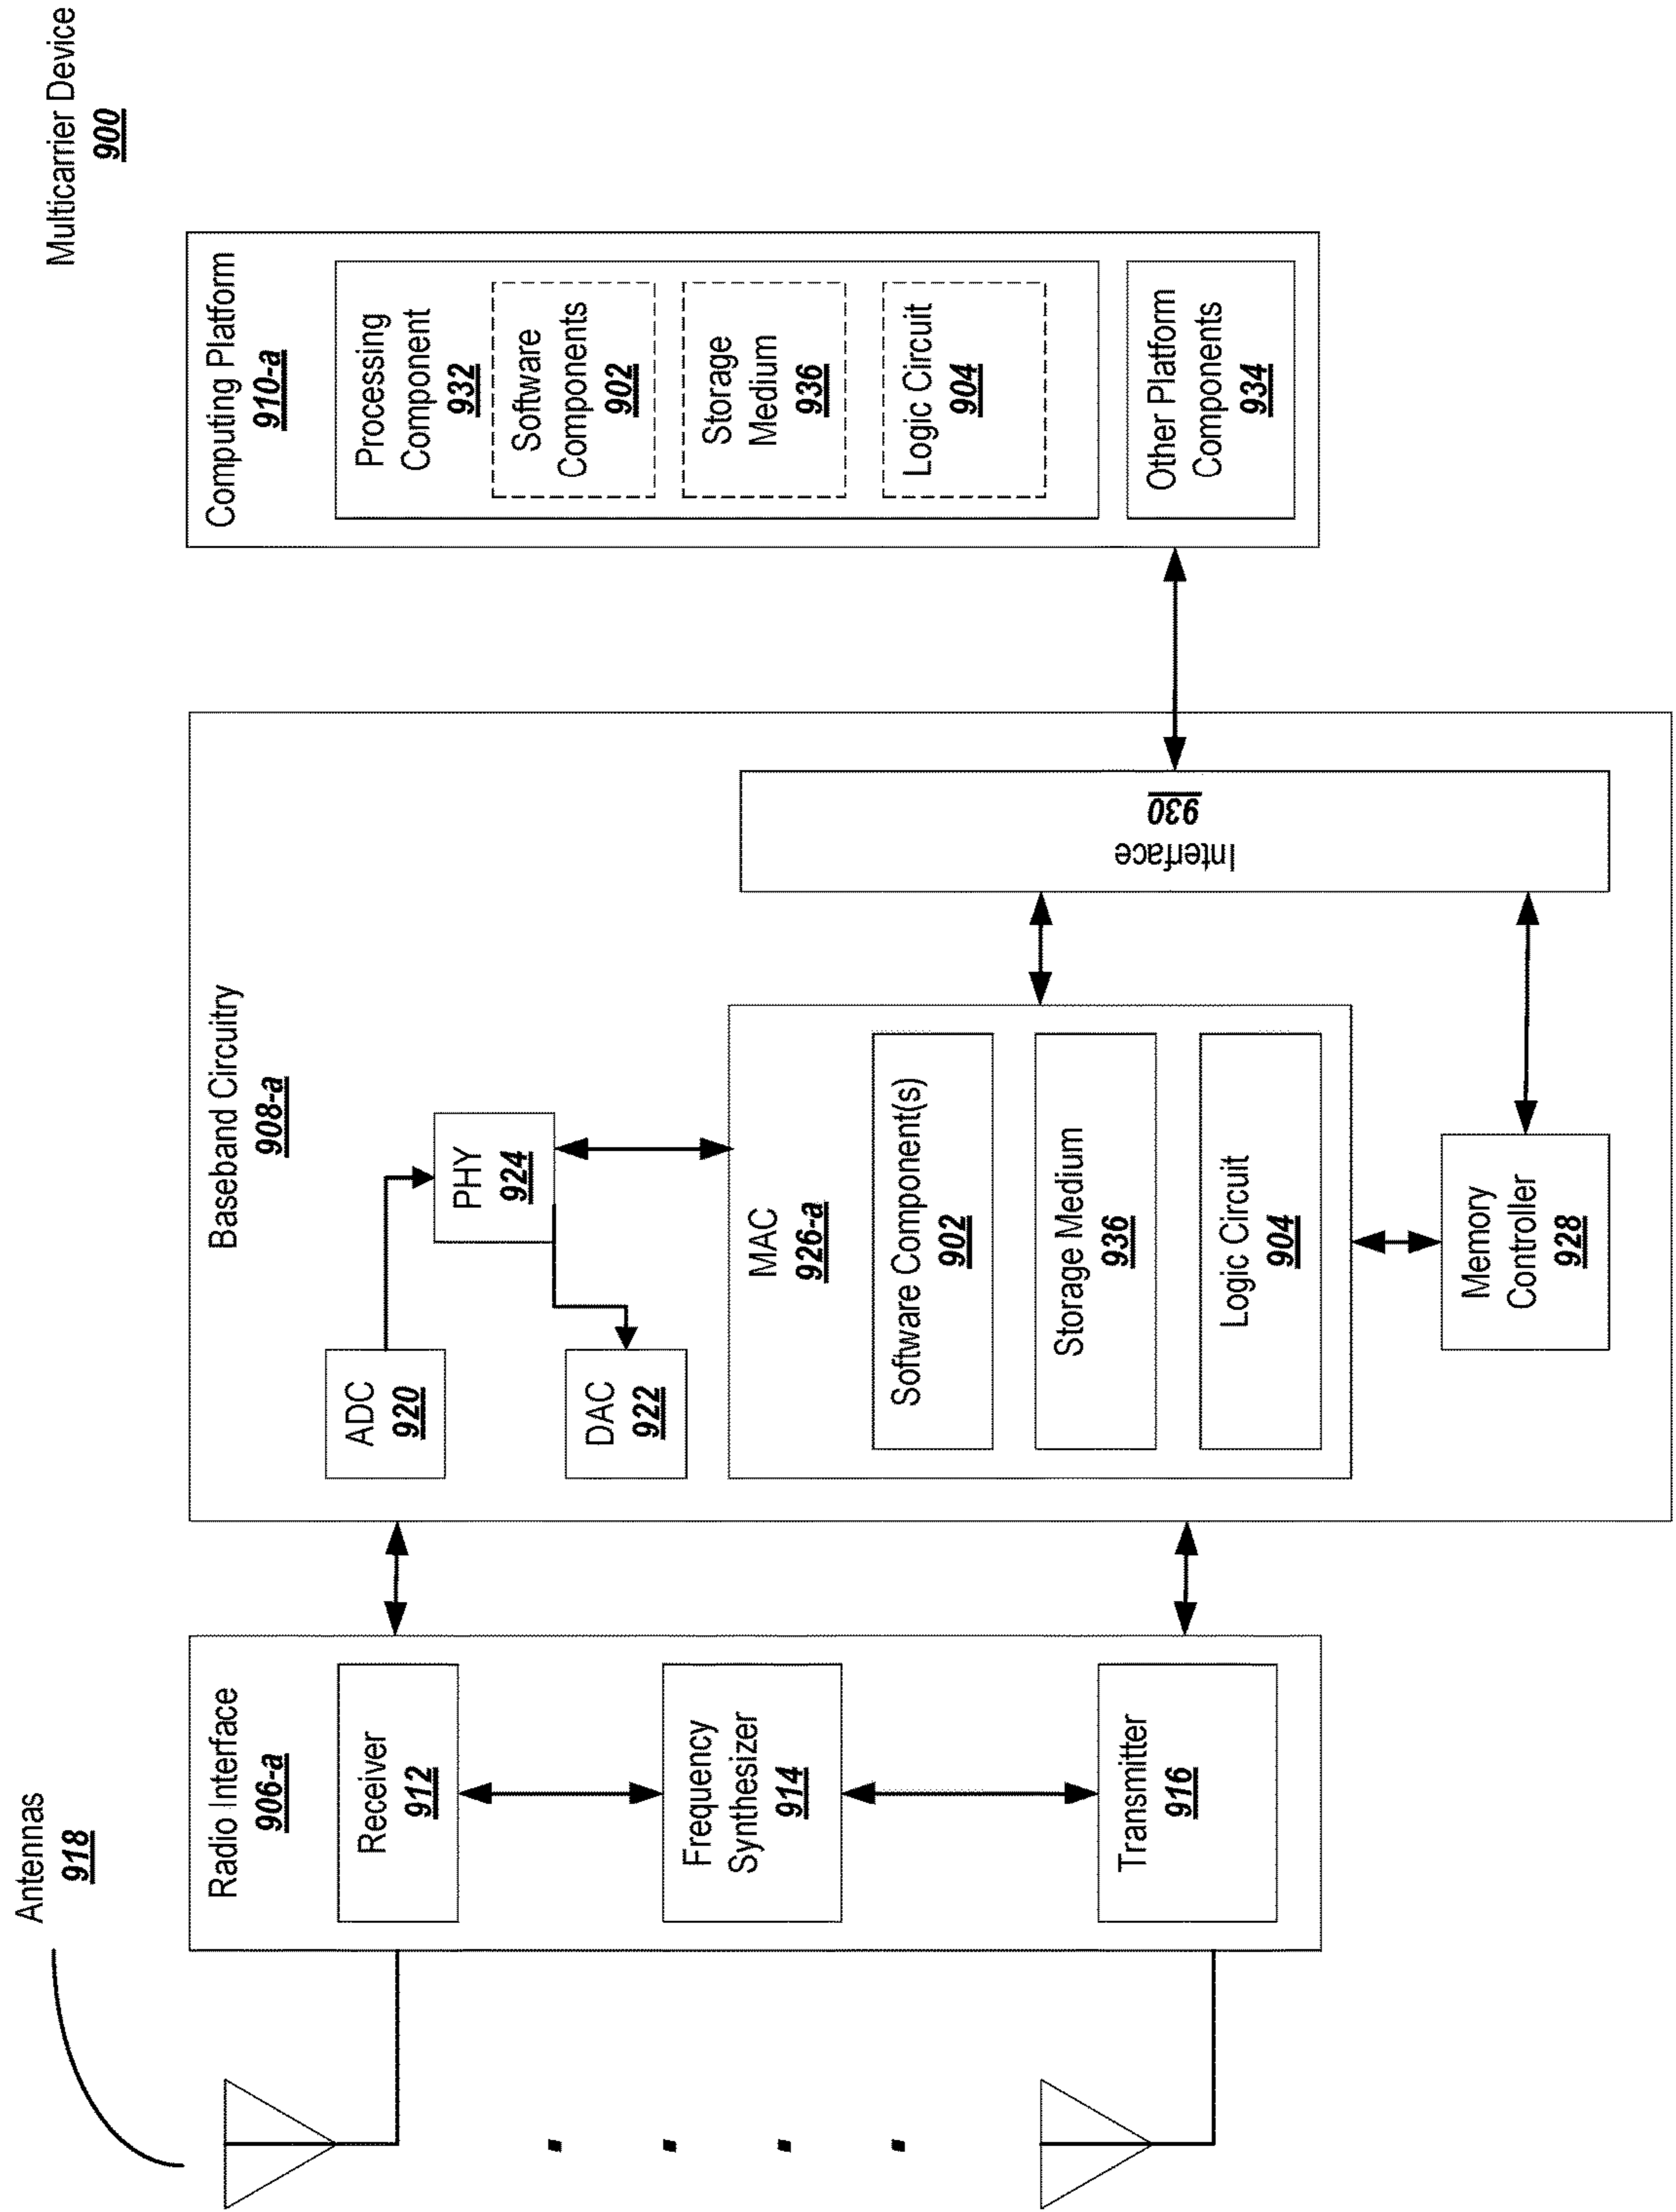 Multicarrier Device
900
Antennas
918
Radio Interface
906-a
Receiver
912
Frequency
Synthesizer
914
Transmitter
916
Baseband Circuitry
908-a
ADC
920
PHY
924
DAC
922
MAC
926-a
Software Component(s)
902
Storage Medium
936
Logic Circuit
904
Memory
Controller
928
Interface
930
Computing Platform
910-a
Processing
Component
932
Software
Components
902
Storage
Medium
936
Logic Circuit
904
Other Platform
Components
934